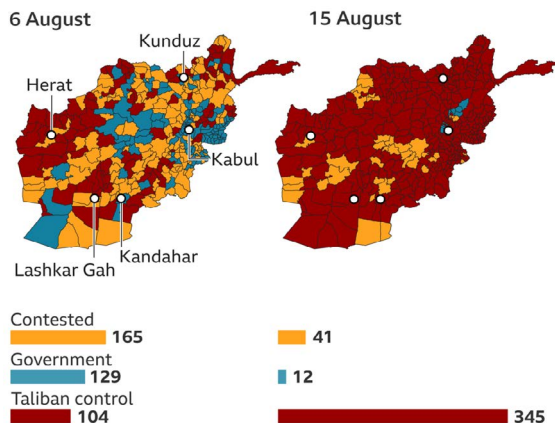 6 August
15 August
Kunduz
Herat
Kabul
Kandahar
Lashkar Gah
Contested
165
41
Government
129
12
Taliban control
104
345